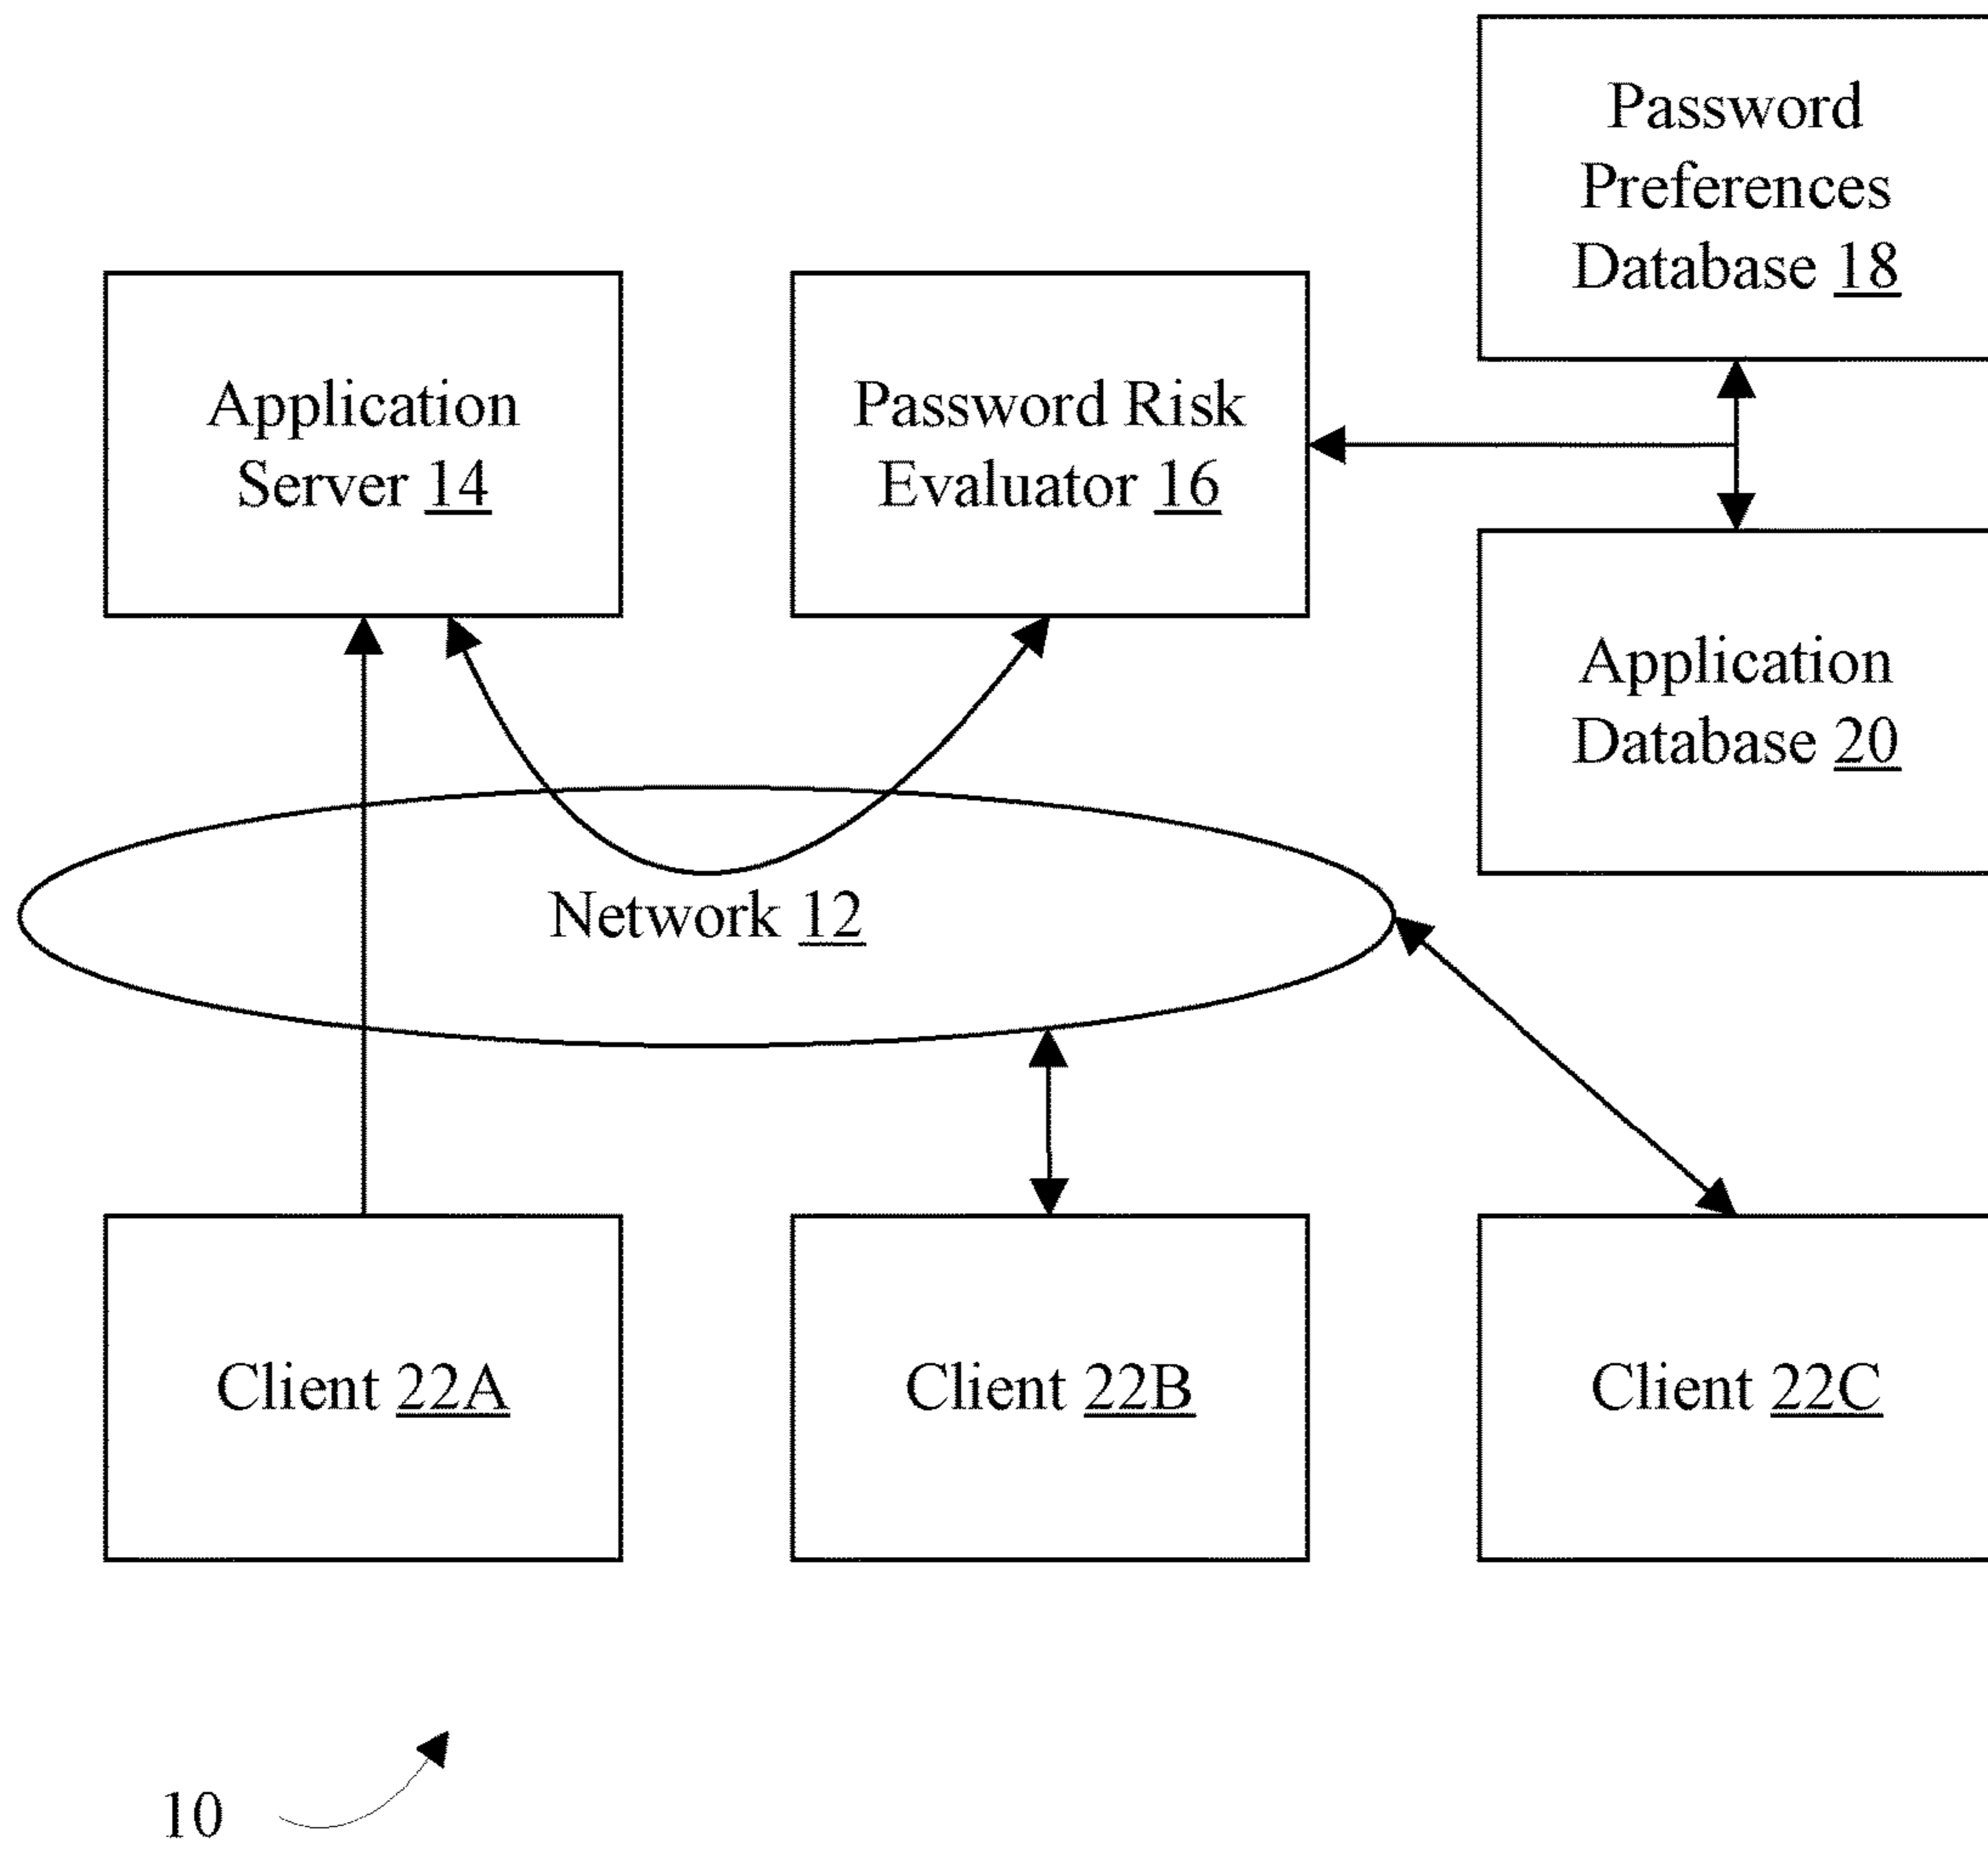 Password
Preferences
Database 18
Application
Server 14
Password Risk
Evaluator 16
Application
Database 20
Network 12
Client 22A
Client 22B
Client 22C
10